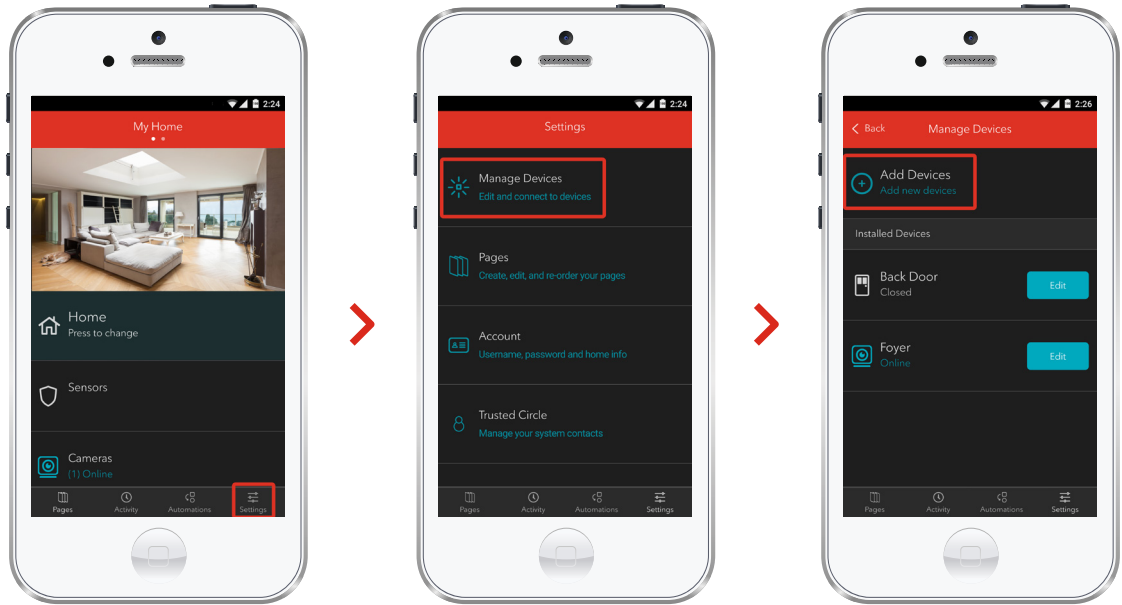 2:24
My Home
Home
Press to change
Sensors
Cameras
(1) Online
Pages
Activity
Automations
Settings
2:24
Settings
Manage Devices
Edit and connect to devices
Pages
Create, edit, and re-order your pages
Account
Username, password and home info
Trusted Circle
Manage your system contacts
Pages
Activity
Automations
Settings
2:26
Back
Manage Devices
Add Devices
Add new devices
Installed Devices
Back Door
Closed
Edit
Foyer
Online
Edit
Pages
Activity
Automations
Settings